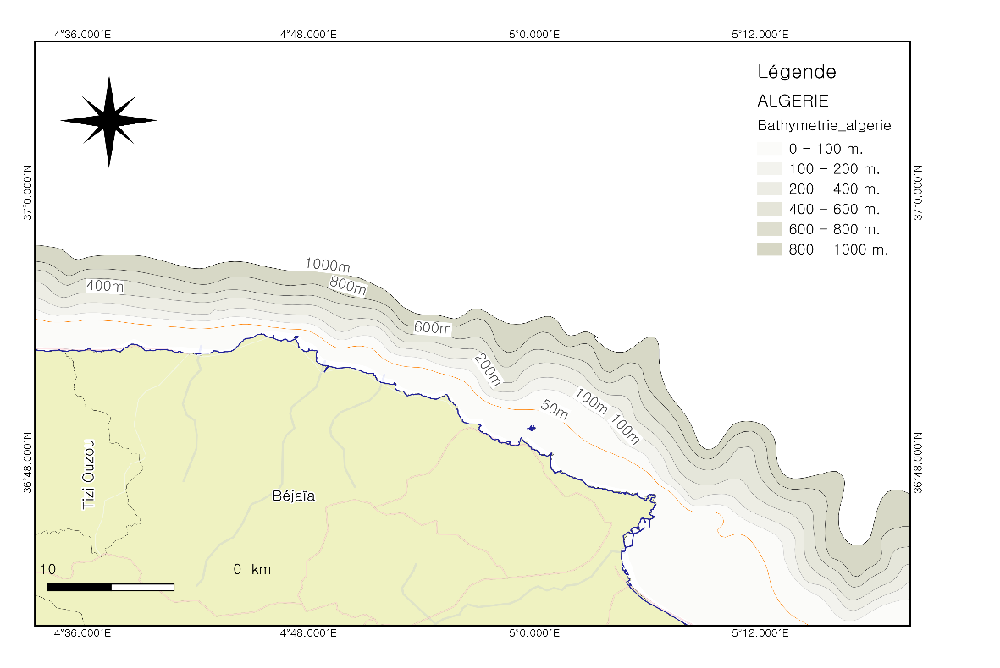 4°36.000'E 4°48.000'E 5°0.000'E 5°12.000'E
Légende
ALGERIE
Bathymetrie_algerie
0 - 100 m.
100 - 200 m.
200 - 400 m.
400 - 600 m.
600 - 800 m.
800 - 1000 m.
37°0.000'N
37°0.000'N
1000m
800m
400m
600m
200m
100m
100m
50m
36°48.000'N
36°48.000'N
Tizi Ouzou
Béjaïa
10 0 km
4°36.000'E 4°48.000'E 5°0.000'E 5°12.000'E